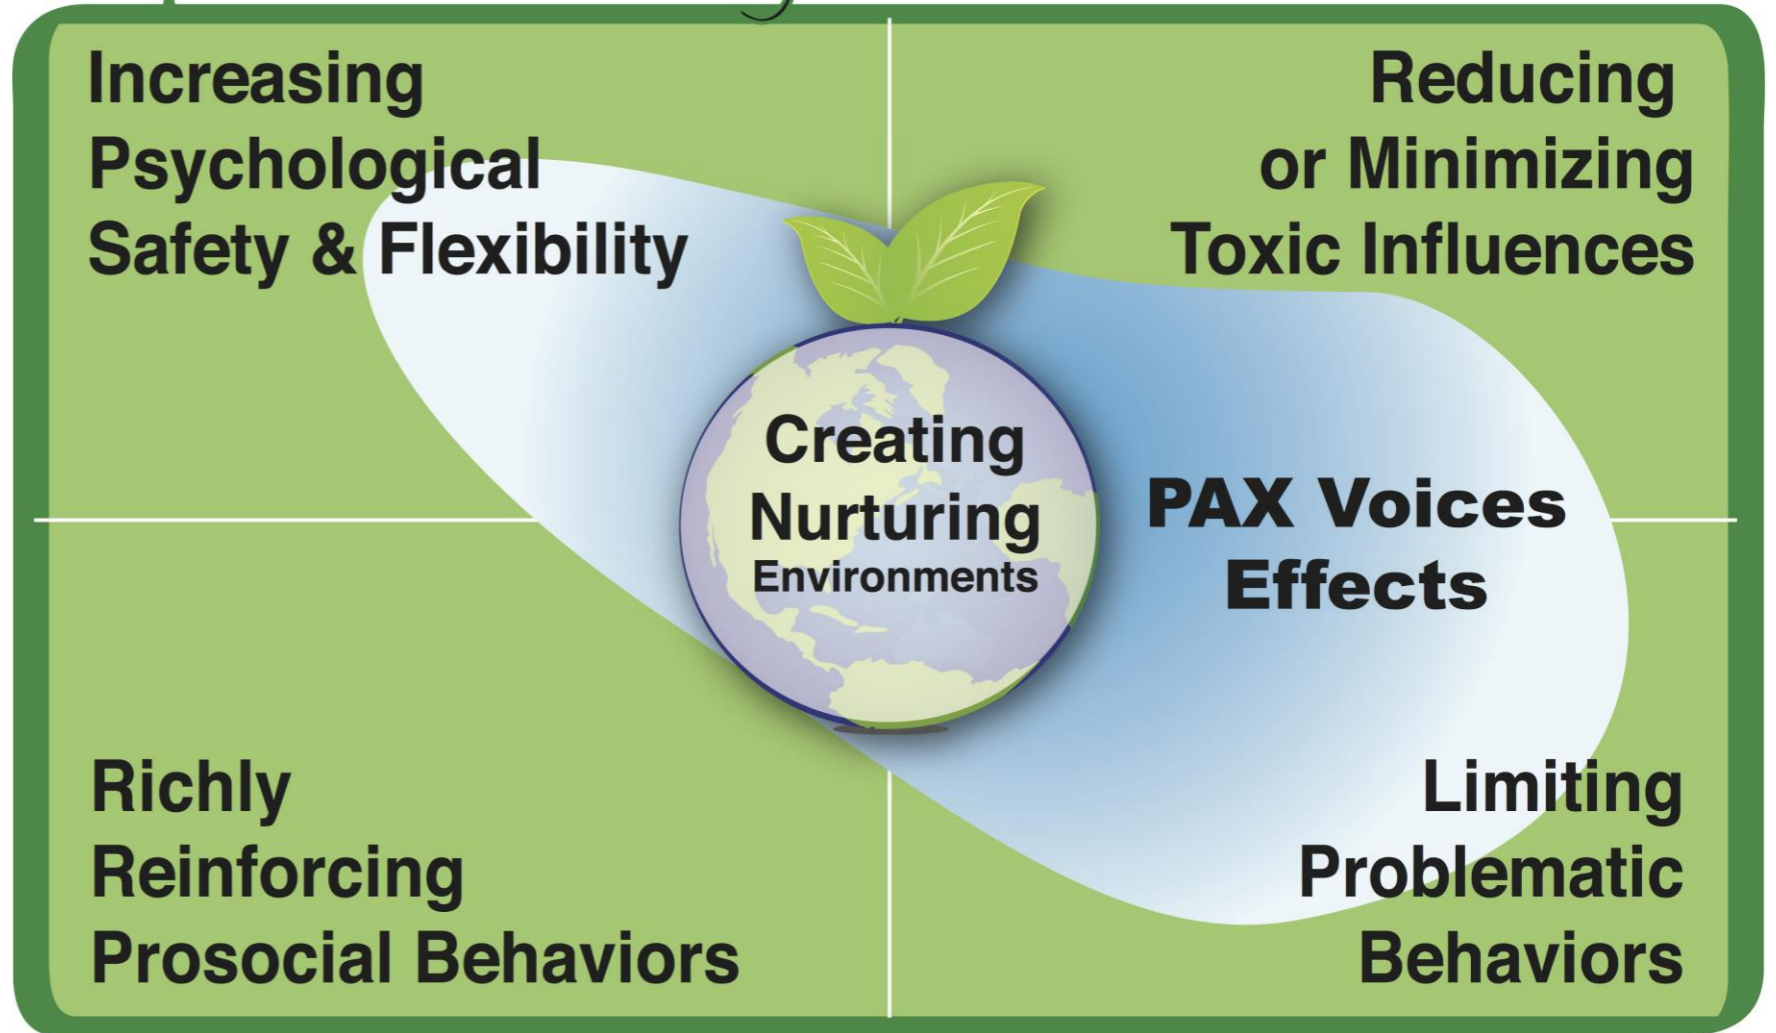 Increasing
Psychological
Safety & Flexibility
Reducing
or Minimizing
Toxic Influences
Creating
Nurturing
Environments
PAX Voices
Effects
Richly
Reinforcing
Prosocial Behaviors
Limiting
Problematic
Behaviors